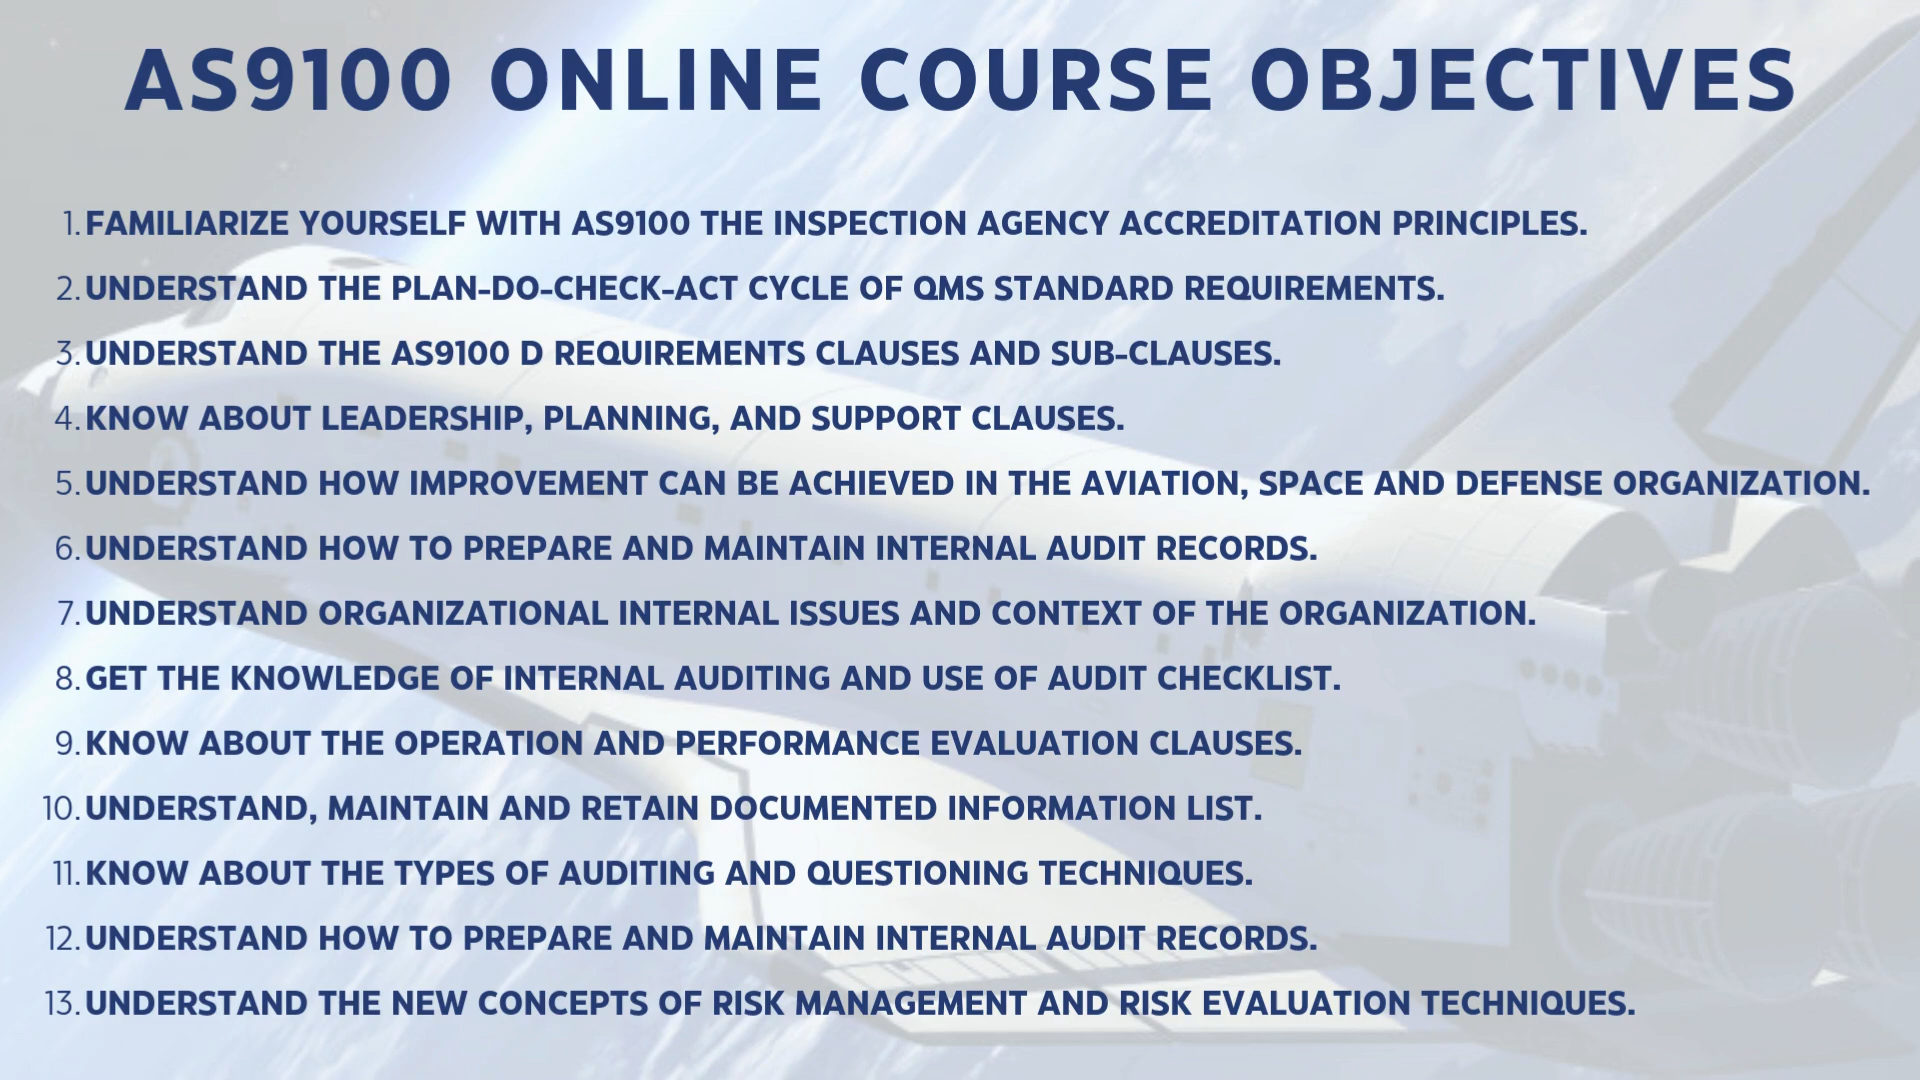 AS9100 ONLINE COURSE OBJECTIVES
1. FAMILIARIZE YOURSELF WITH AS9100 THE INSPECTION AGENCY ACCREDITATION PRINCIPLES.
2. UNDERSTAND THE PLAN-DO-CHECK-ACT CYCLE OF QMS STANDARD REQUIREMENTS.
3. UNDERSTAND THE AS9100 D REQUIREMENTS CLAUSES AND SUB-CLAUSES.
4. KNOW ABOUT LEADERSHIP, PLANNING, AND SUPPORT CLAUSES.
5. UNDERSTAND HOW IMPROVEMENT CAN BE ACHIEVED IN THE AVIATION, SPACE AND DEFENSE ORGANIZATION.
6. UNDERSTAND HOW TO PREPARE AND MAINTAIN INTERNAL AUDIT RECORDS.
7. UNDERSTAND ORGANIZATIONAL INTERNAL ISSUES AND CONTEXT OF THE ORGANIZATION.
8. GET THE KNOWLEDGE OF INTERNAL AUDITING AND USE OF AUDIT CHECKLIST.
9. KNOW ABOUT THE OPERATION AND PERFORMANCE EVALUATION CLAUSES.
10. UNDERSTAND, MAINTAIN AND RETAIN DOCUMENTED INFORMATION LIST.
11. KNOW ABOUT THE TYPES OF AUDITING AND QUESTIONING TECHNIQUES.
12. UNDERSTAND HOW TO PREPARE AND MAINTAIN INTERNAL AUDIT RECORDS.
13. UNDERSTAND THE NEW CONCEPTS OF RISK MANAGEMENT AND RISK EVALUATION TECHNIQUES.